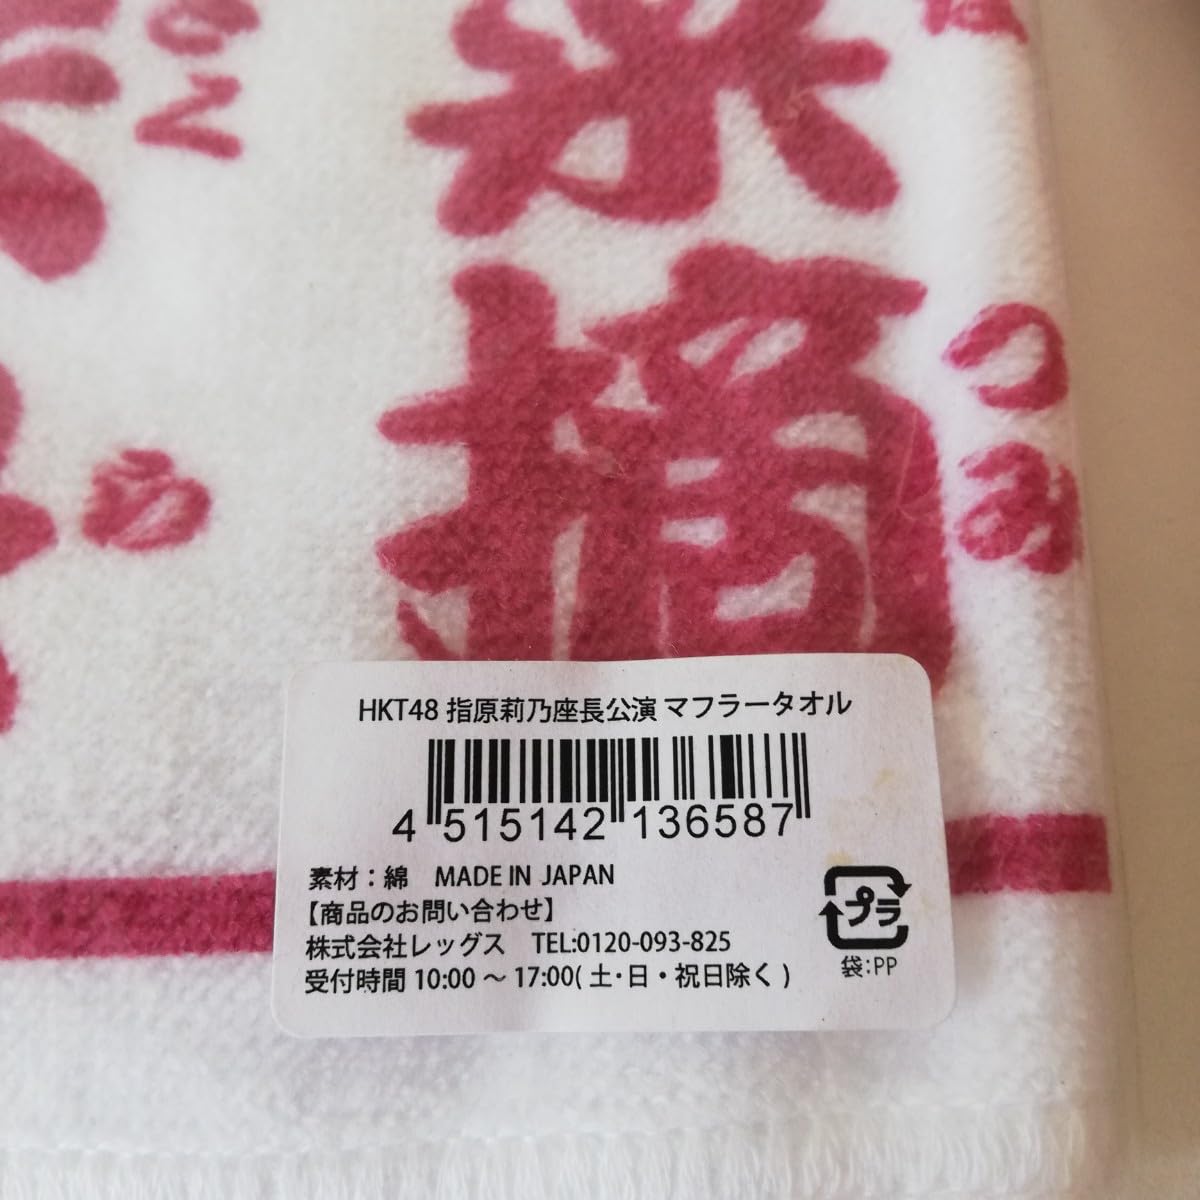 摘
つみ
め
HKT48 指原莉乃座長公演 マフラータオル
4 515142 136587
素材：綿 MADE IN JAPAN
【商品のお問い合わせ】
株式会社レッグス TEL:0120-093-825
受付時間 10:00 ～ 17:00( 土・日・祝日除く )
プラ
袋:PP